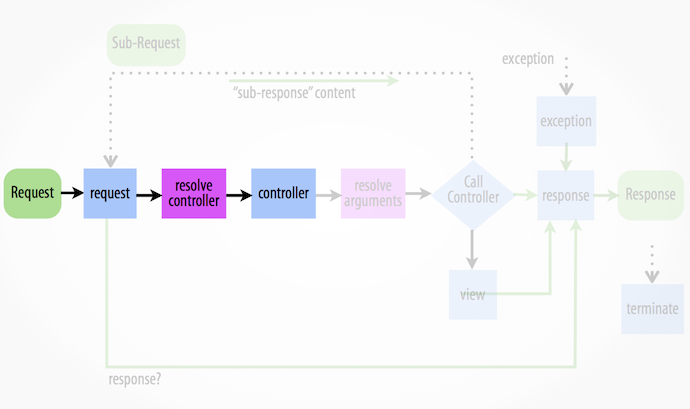 Sub-Request
exception
"sub-response" content
exception
Request
request
resolve
controller
controller
resolve
arguments
Call
Controller
response
Response
view
terminate
response?